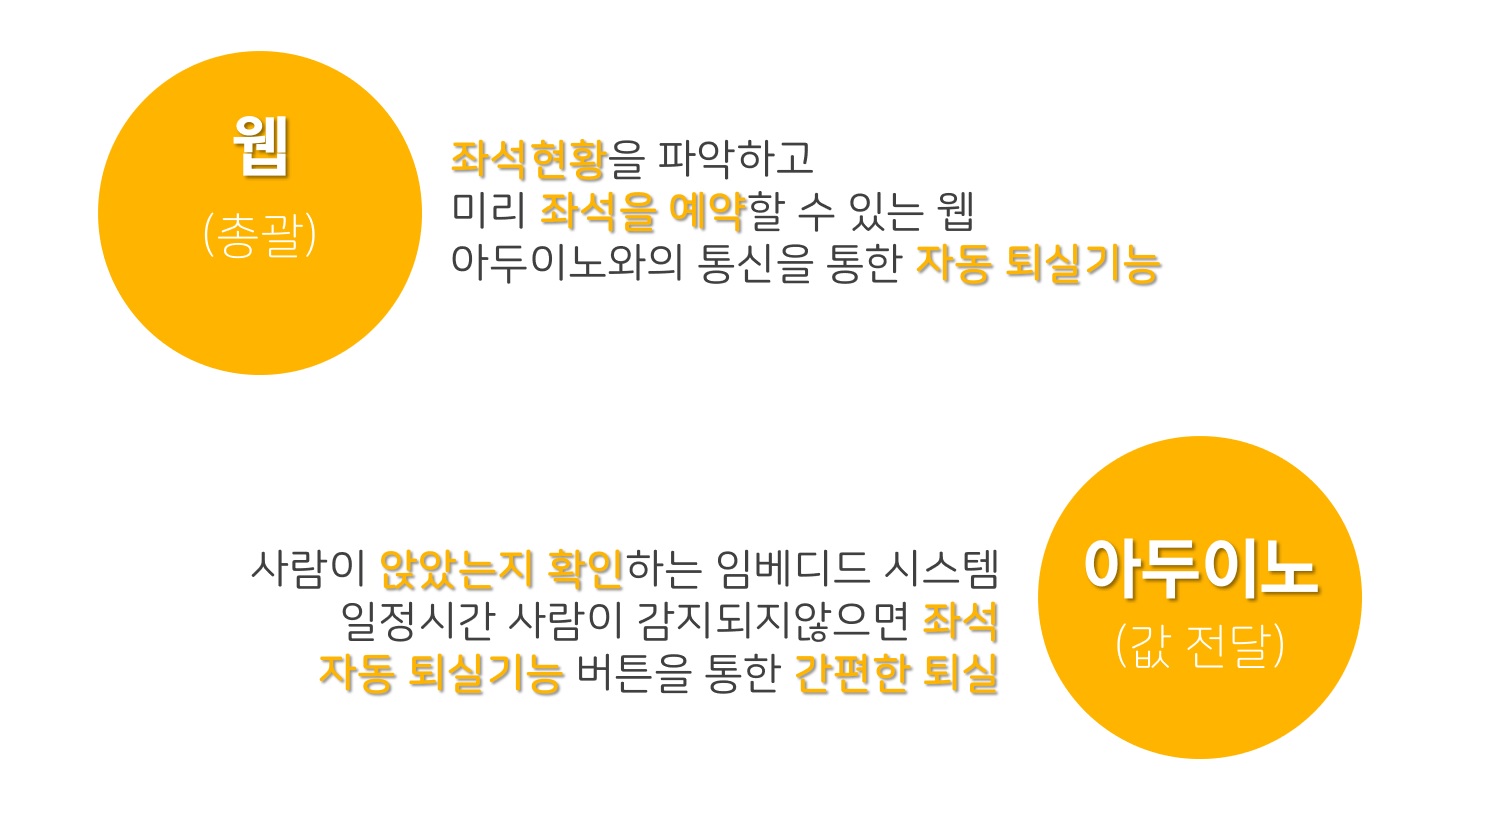 웹
(총괄)
좌석현황을 파악하고
미리 좌석을 예약할 수 있는 웹
아두이노와의 통신을 통한 자동 퇴실기능
사람이 앉았는지 확인하는 임베디드 시스템
일정시간 사람이 감지되지않으면 좌석
자동 퇴실기능 버튼을 통한 간편한 퇴실
아두이노
(값 전달)